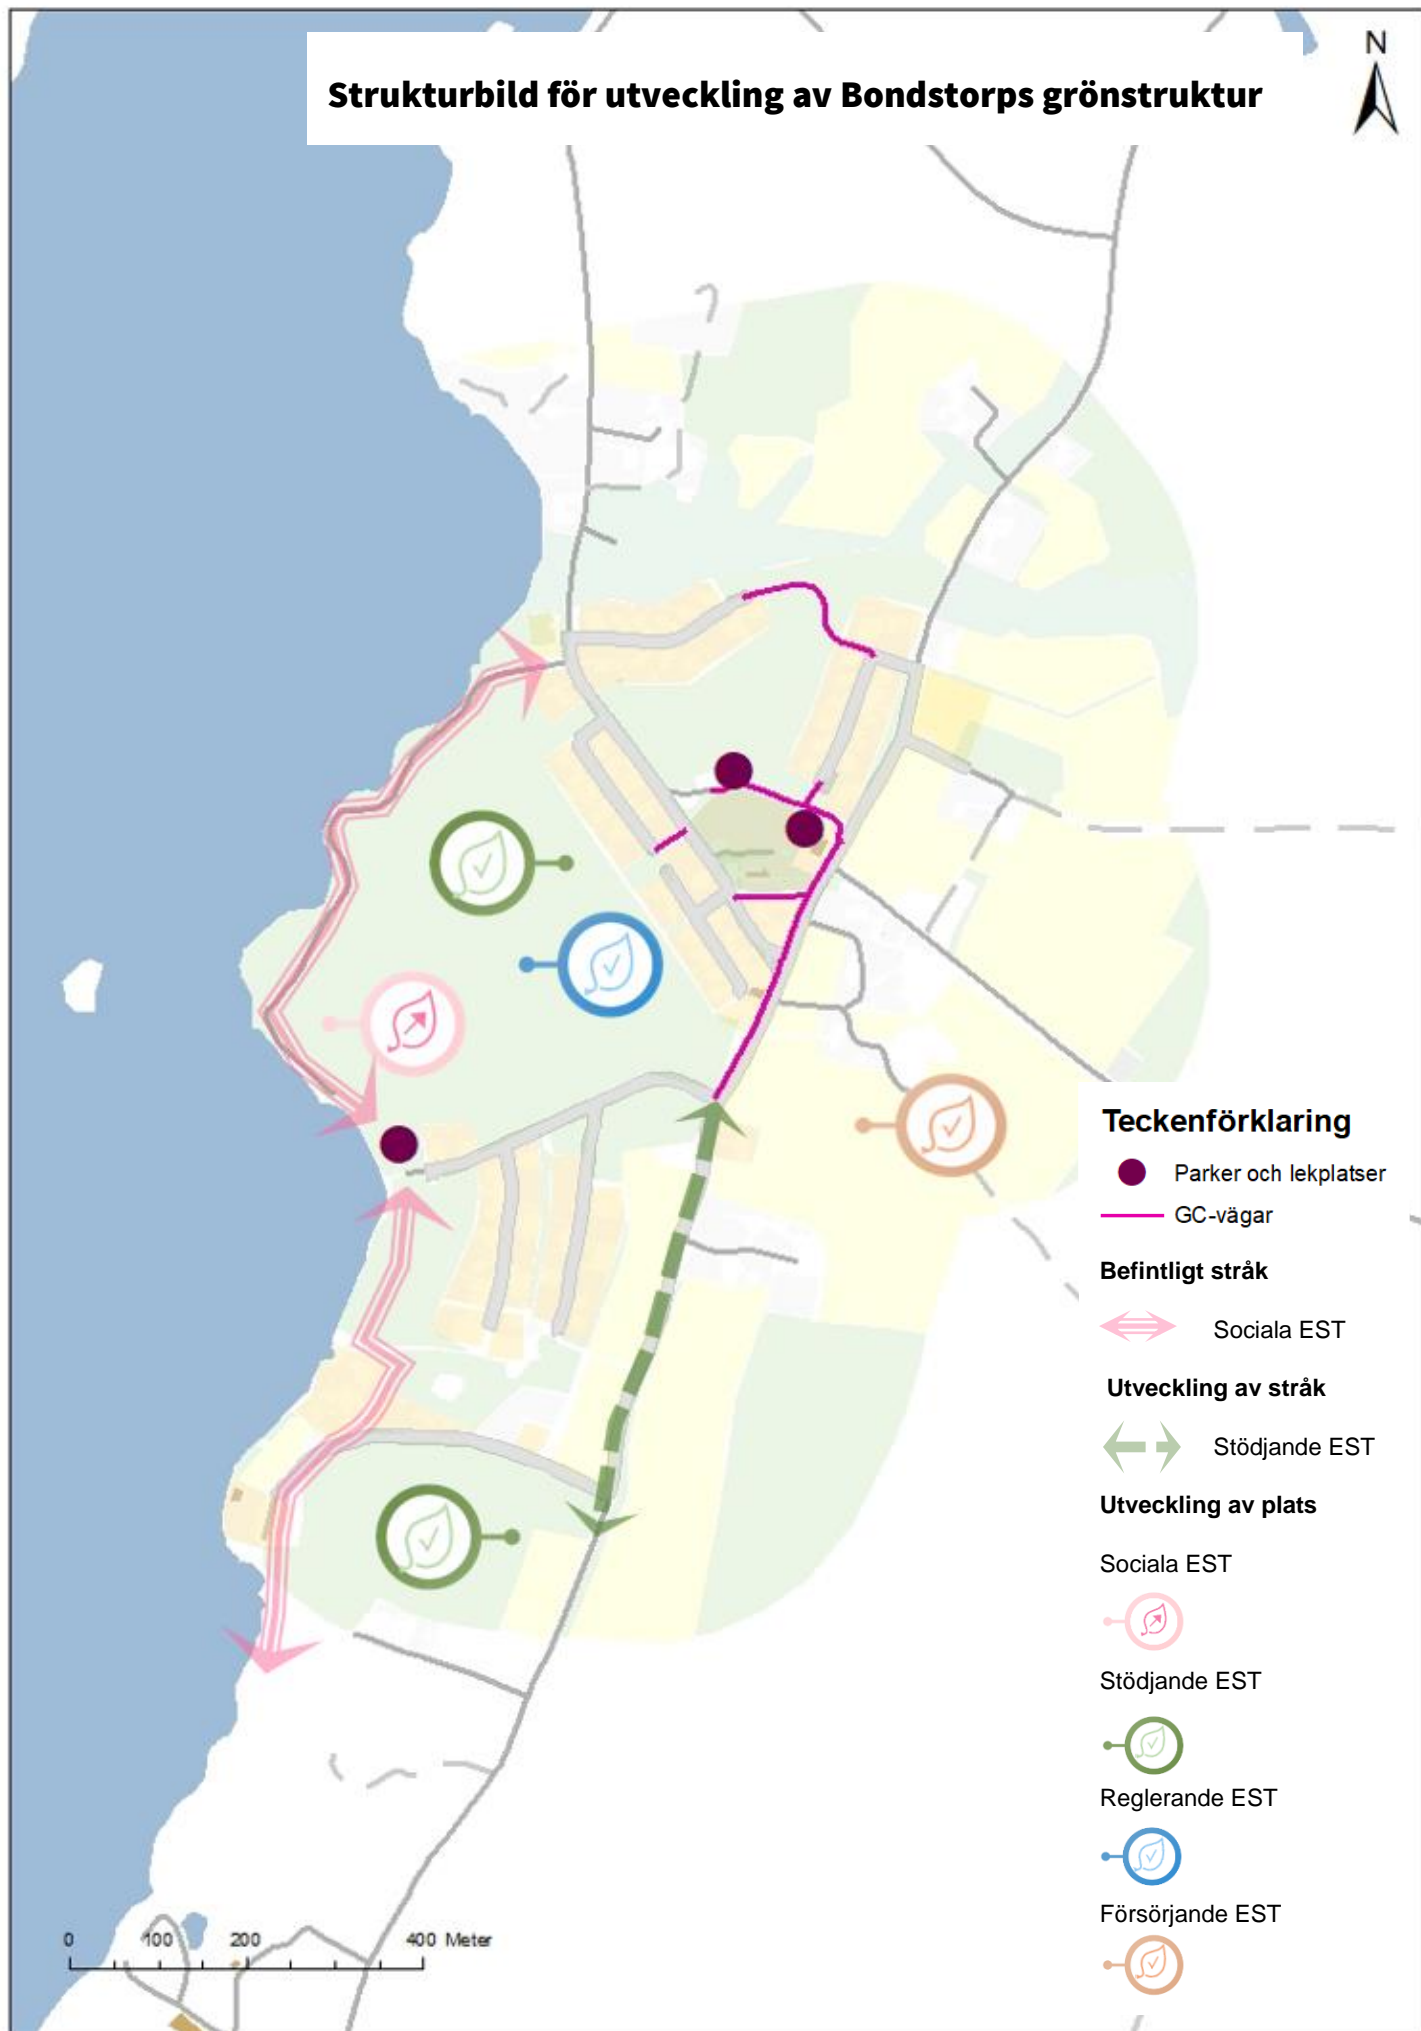 Strukturbild för utveckling av Bondstorps grönstruktur
N
Teckenförklaring
Parker och lekplatser
GC-vägar
Befintligt stråk
Sociala EST
Utveckling av stråk
Stödjande EST
Utveckling av plats
Sociala EST
Stödjande EST
Reglerande EST
Försörjande EST
0 100 200 400 Meter